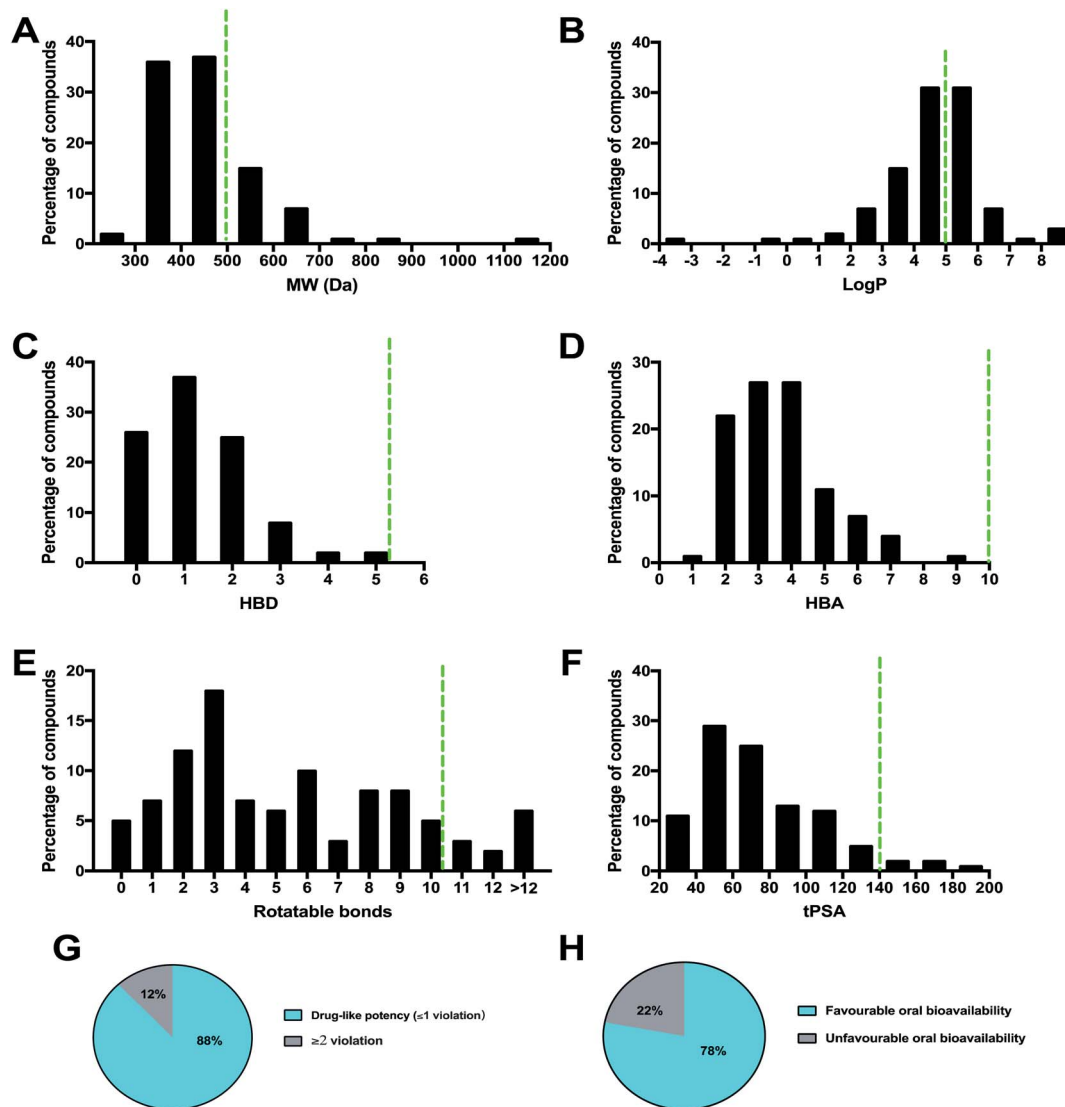 A
Percentage of compounds
40
30
20
10
0
300 400 500 600 700 800 900 1000 1100 1200
MW (Da)
B
Percentage of compounds
40
30
20
10
0
-4 -3 -2 -1 0 1 2 3 4 5 6 7 8
LogP
C
Percentage of compounds
40
30
20
10
0
0 1 2 3 4 5 6
HBD
D
Percentage of compounds
30
20
10
0
0 1 2 3 4 5 6 7 8 9 10
HBA
E
Percentage of compounds
20
15
10
5
0
0 1 2 3 4 5 6 7 8 9 10 11 12 >12
Rotatable bonds
F
Percentage of compounds
40
30
20
10
0
20 40 60 80 100 120 140 160 180 200
tPSA
G
12%
88%
Drug-like potency (≤1 violation)
≥2 violation
H
22%
78%
Favourable oral bioavailability
Unfavourable oral bioavailability